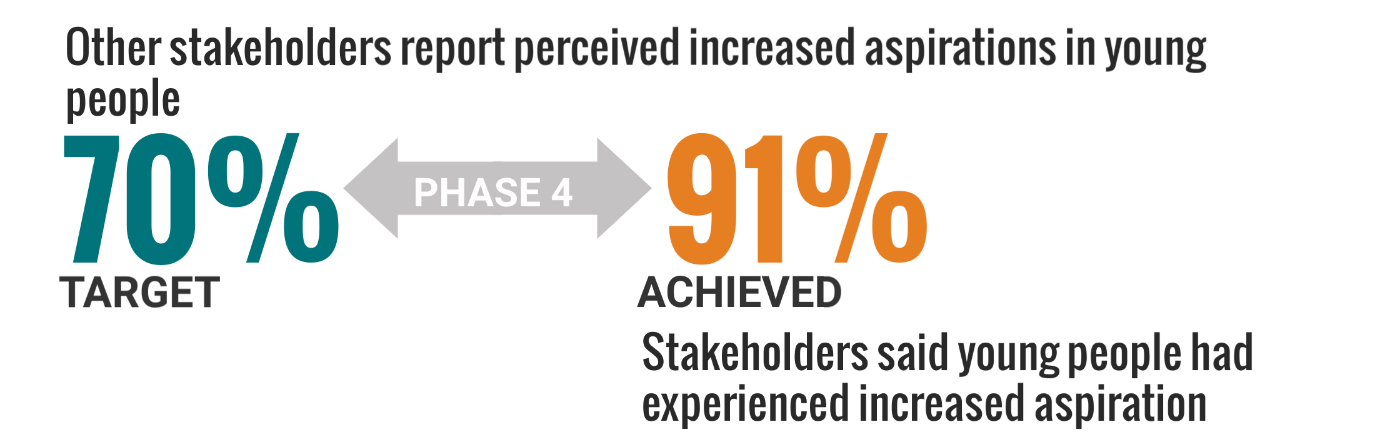 Other stakeholders report perceived increased aspirations in young
people
70% PHASE 4 91%
TARGET ACHIEVED
Stakeholders said young people had
experienced increased aspiration